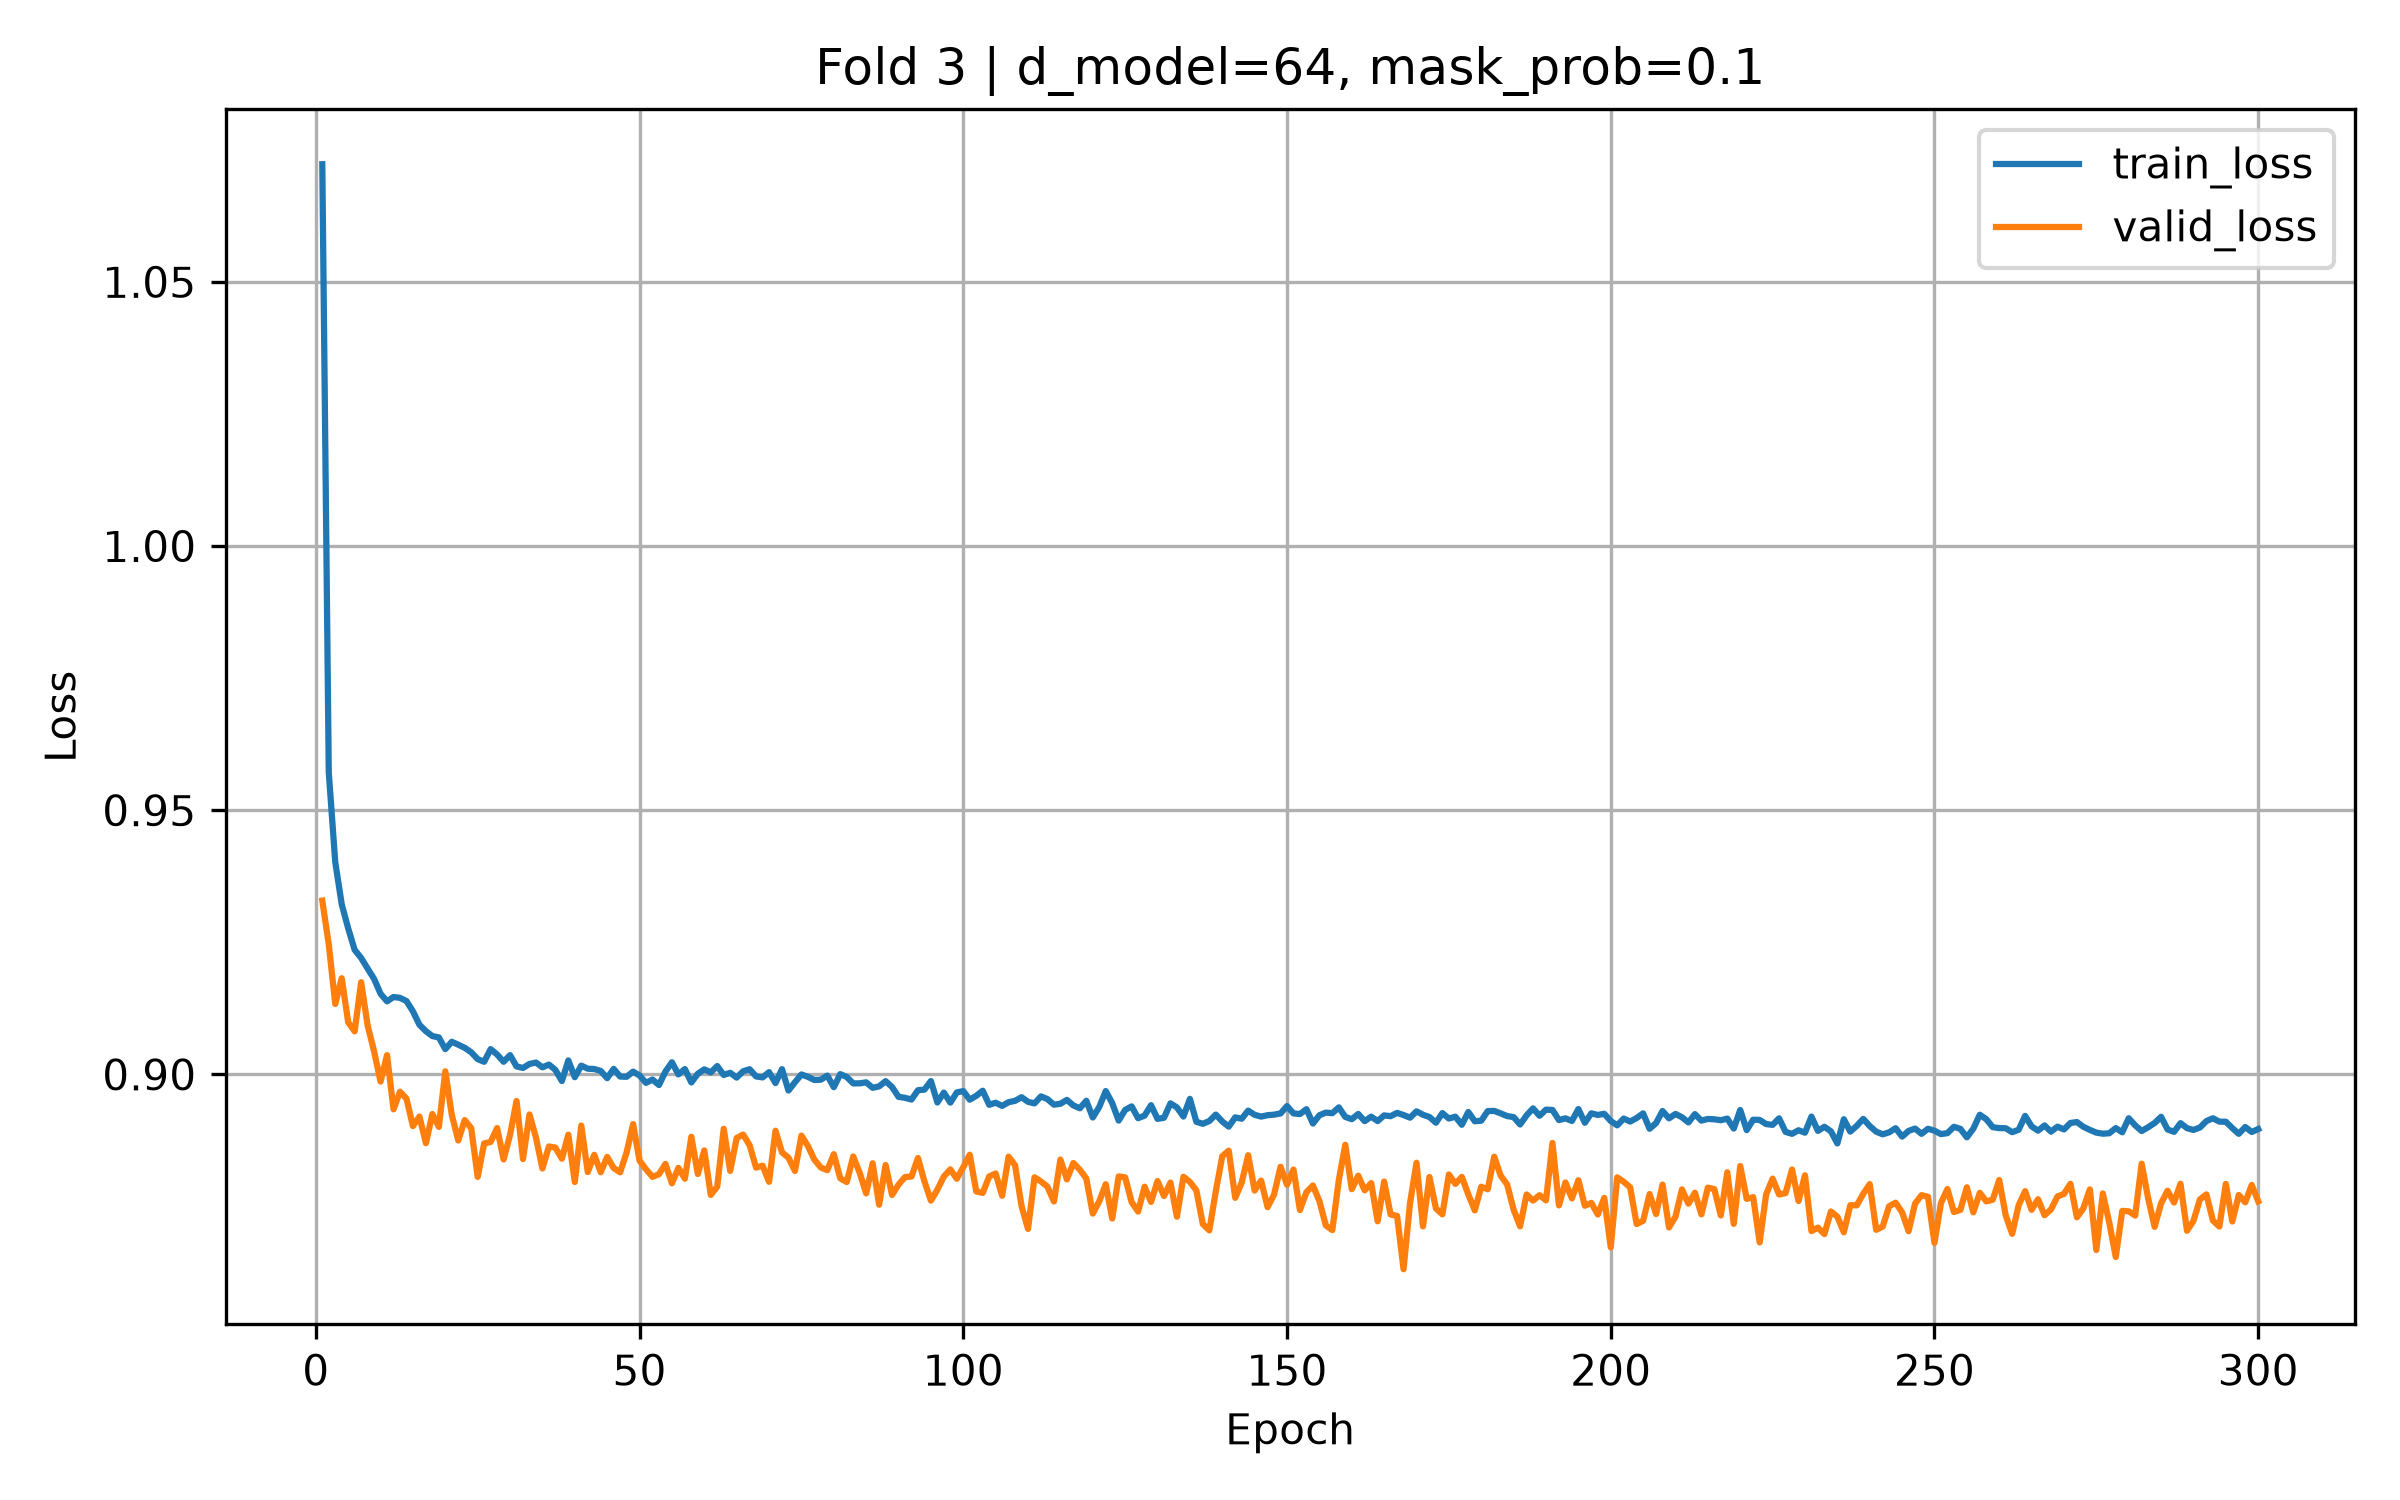 Fold 3 | d_model=64, mask_prob=0.1
train_loss
valid_loss
1.05
1.00
0.95
0.90
Loss
0 50 100 150 200 250 300
Epoch